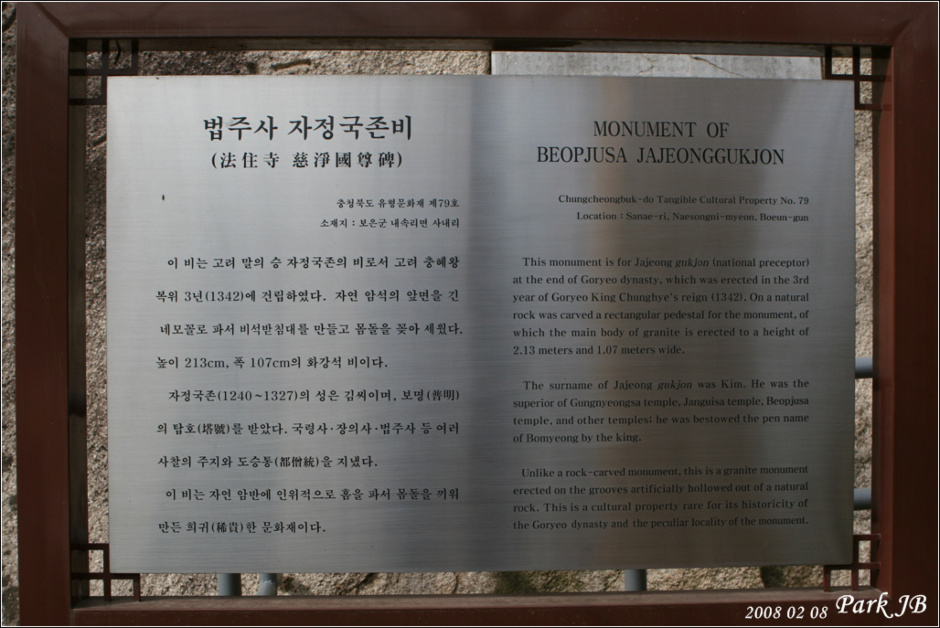 법주사 자정국존비
(法住寺 慈淨國尊碑)
충청북도 유형문화재 제79호
소재지 : 보은군 내속리면 사내리
이 비는 고려 말의 승 자정국존의 비로서 고려 충혜왕
복위 3년(1342)에 건립하였다. 자연 암석의 앞면을 긴
네모꼴로 파서 비석받침대를 만들고 몸돌을 꽂아 세웠다.
높이 213cm, 폭 107cm의 화강석 비이다.
자정국존(1240~1327)의 성은 김씨이며, 보명(普明)
의 탑호(塔號)를 받았다. 국령사·장의사·법주사 등 여러
사찰의 주지와 도승통(都僧統)을 지냈다.
이 비는 자연 암반에 인위적으로 홈을 파서 몸돌을 끼워
만든 희귀(稀貴)한 문화재이다.
MONUMENT OF
BEOPJUSA JAJEONGGUKJON
Chungcheongbuk-do Tangible Cultural Property No. 79
Location : Sanae-ri, Naesongni-myeon, Boeun-gun
This monument is for Jajeong gukjon (national preceptor)
at the end of Goryeo dynasty, which was erected in the 3rd
year of Goryeo King Chunghye's reign (1342). On a natural
rock was carved a rectangular pedestal for the monument, of
which the main body of granite is erected to a height of
2.13 meters and 1.07 meters wide.
The surname of Jajeong gukjon was Kim. He was the
superior of Gungnyeongsa temple, Janguisa temple, Beopjusa
temple, and other temples; he was bestowed the pen name
of Bomyeong by the king.
Unlike a rock-carved monument, this is a granite monument
erected on the grooves artificially hollowed out of a natural
rock. This is a cultural property rare for its historicity of
the Goryeo dynasty and the peculiar locality of the monument.
2008 02 08 Park JB